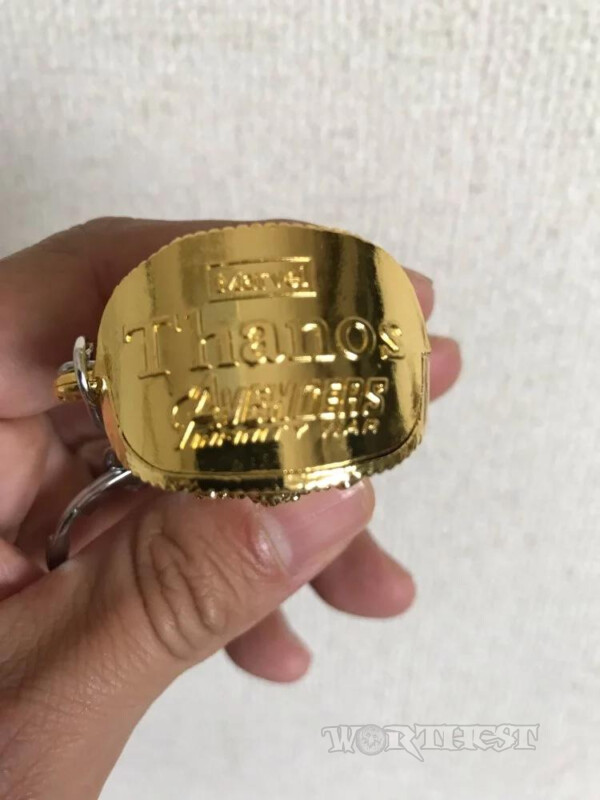 Marvel
Thanos
AVENGERS
INFINITY WAR
WORTHEST